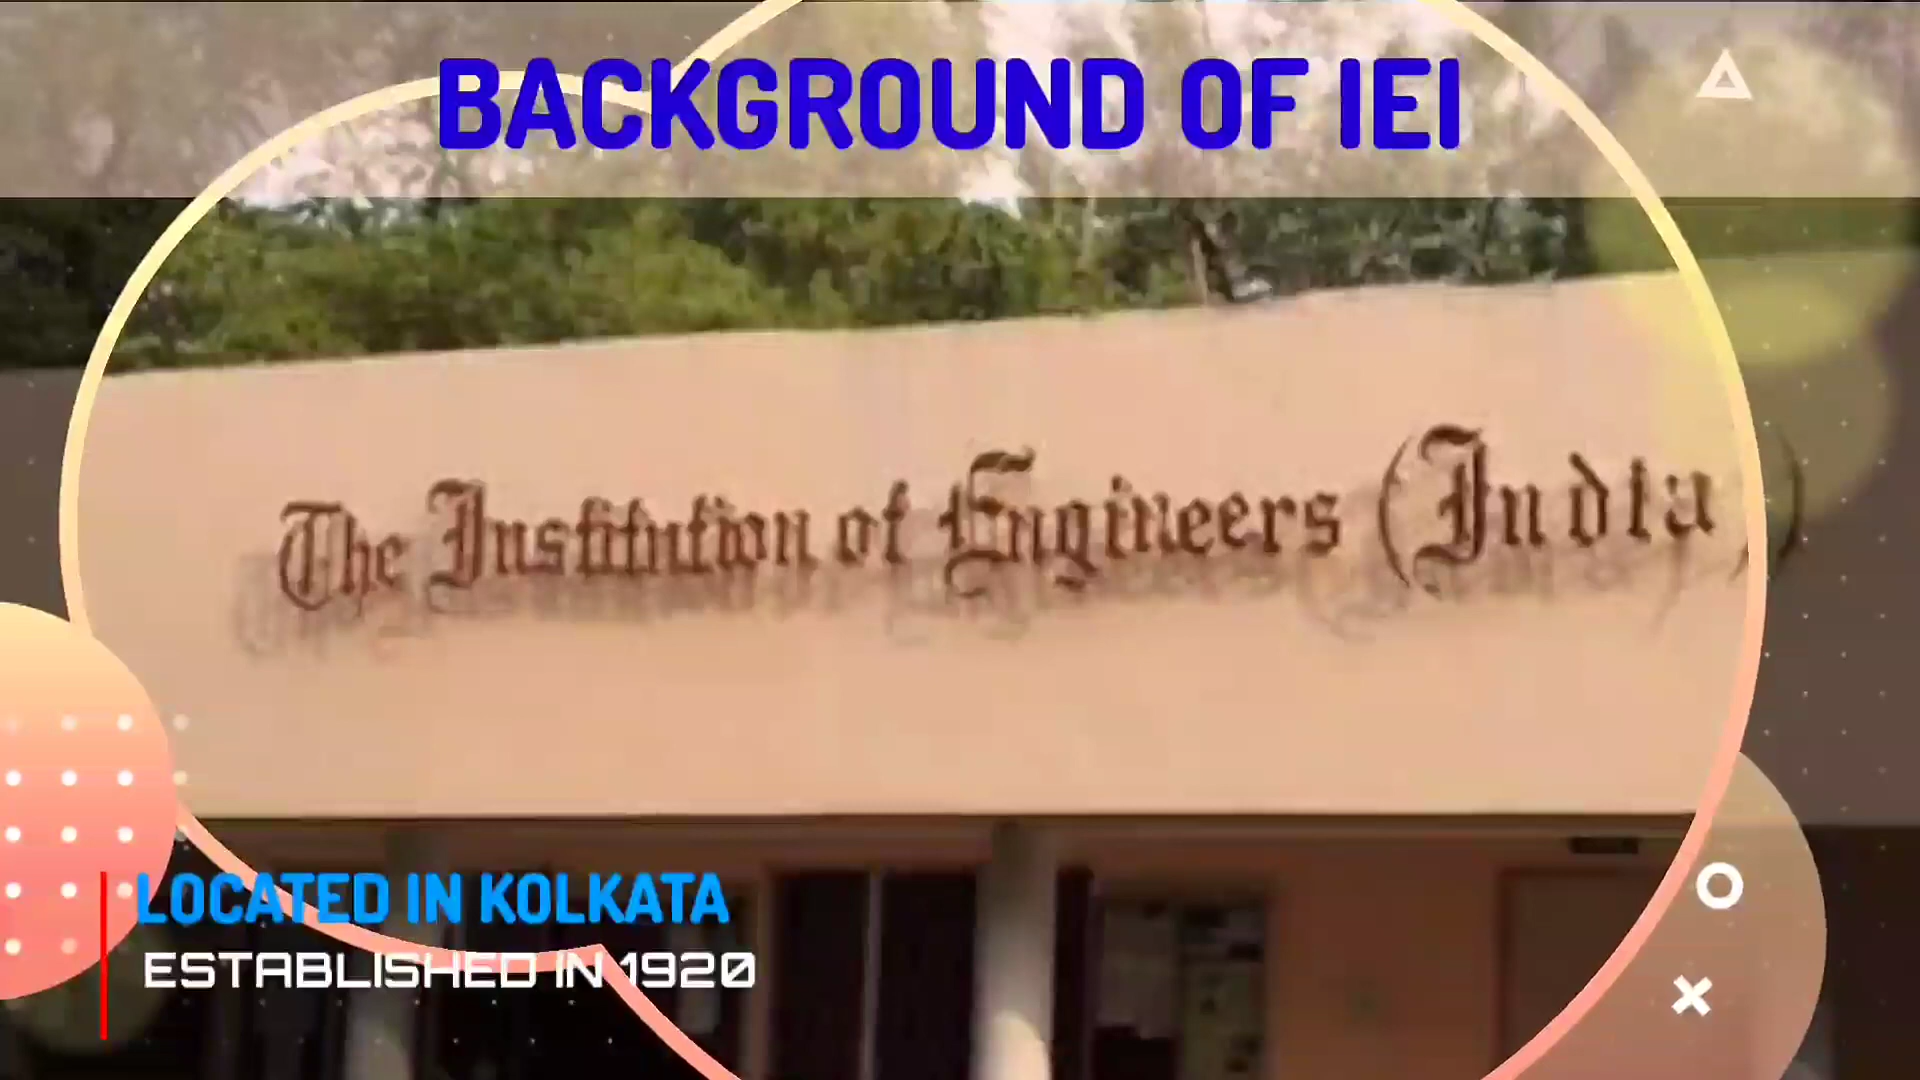 BACKGROUND OF IEI
The Institution of Engineers (India)
LOCATED IN KOLKATA
ESTABLISHED IN 1920